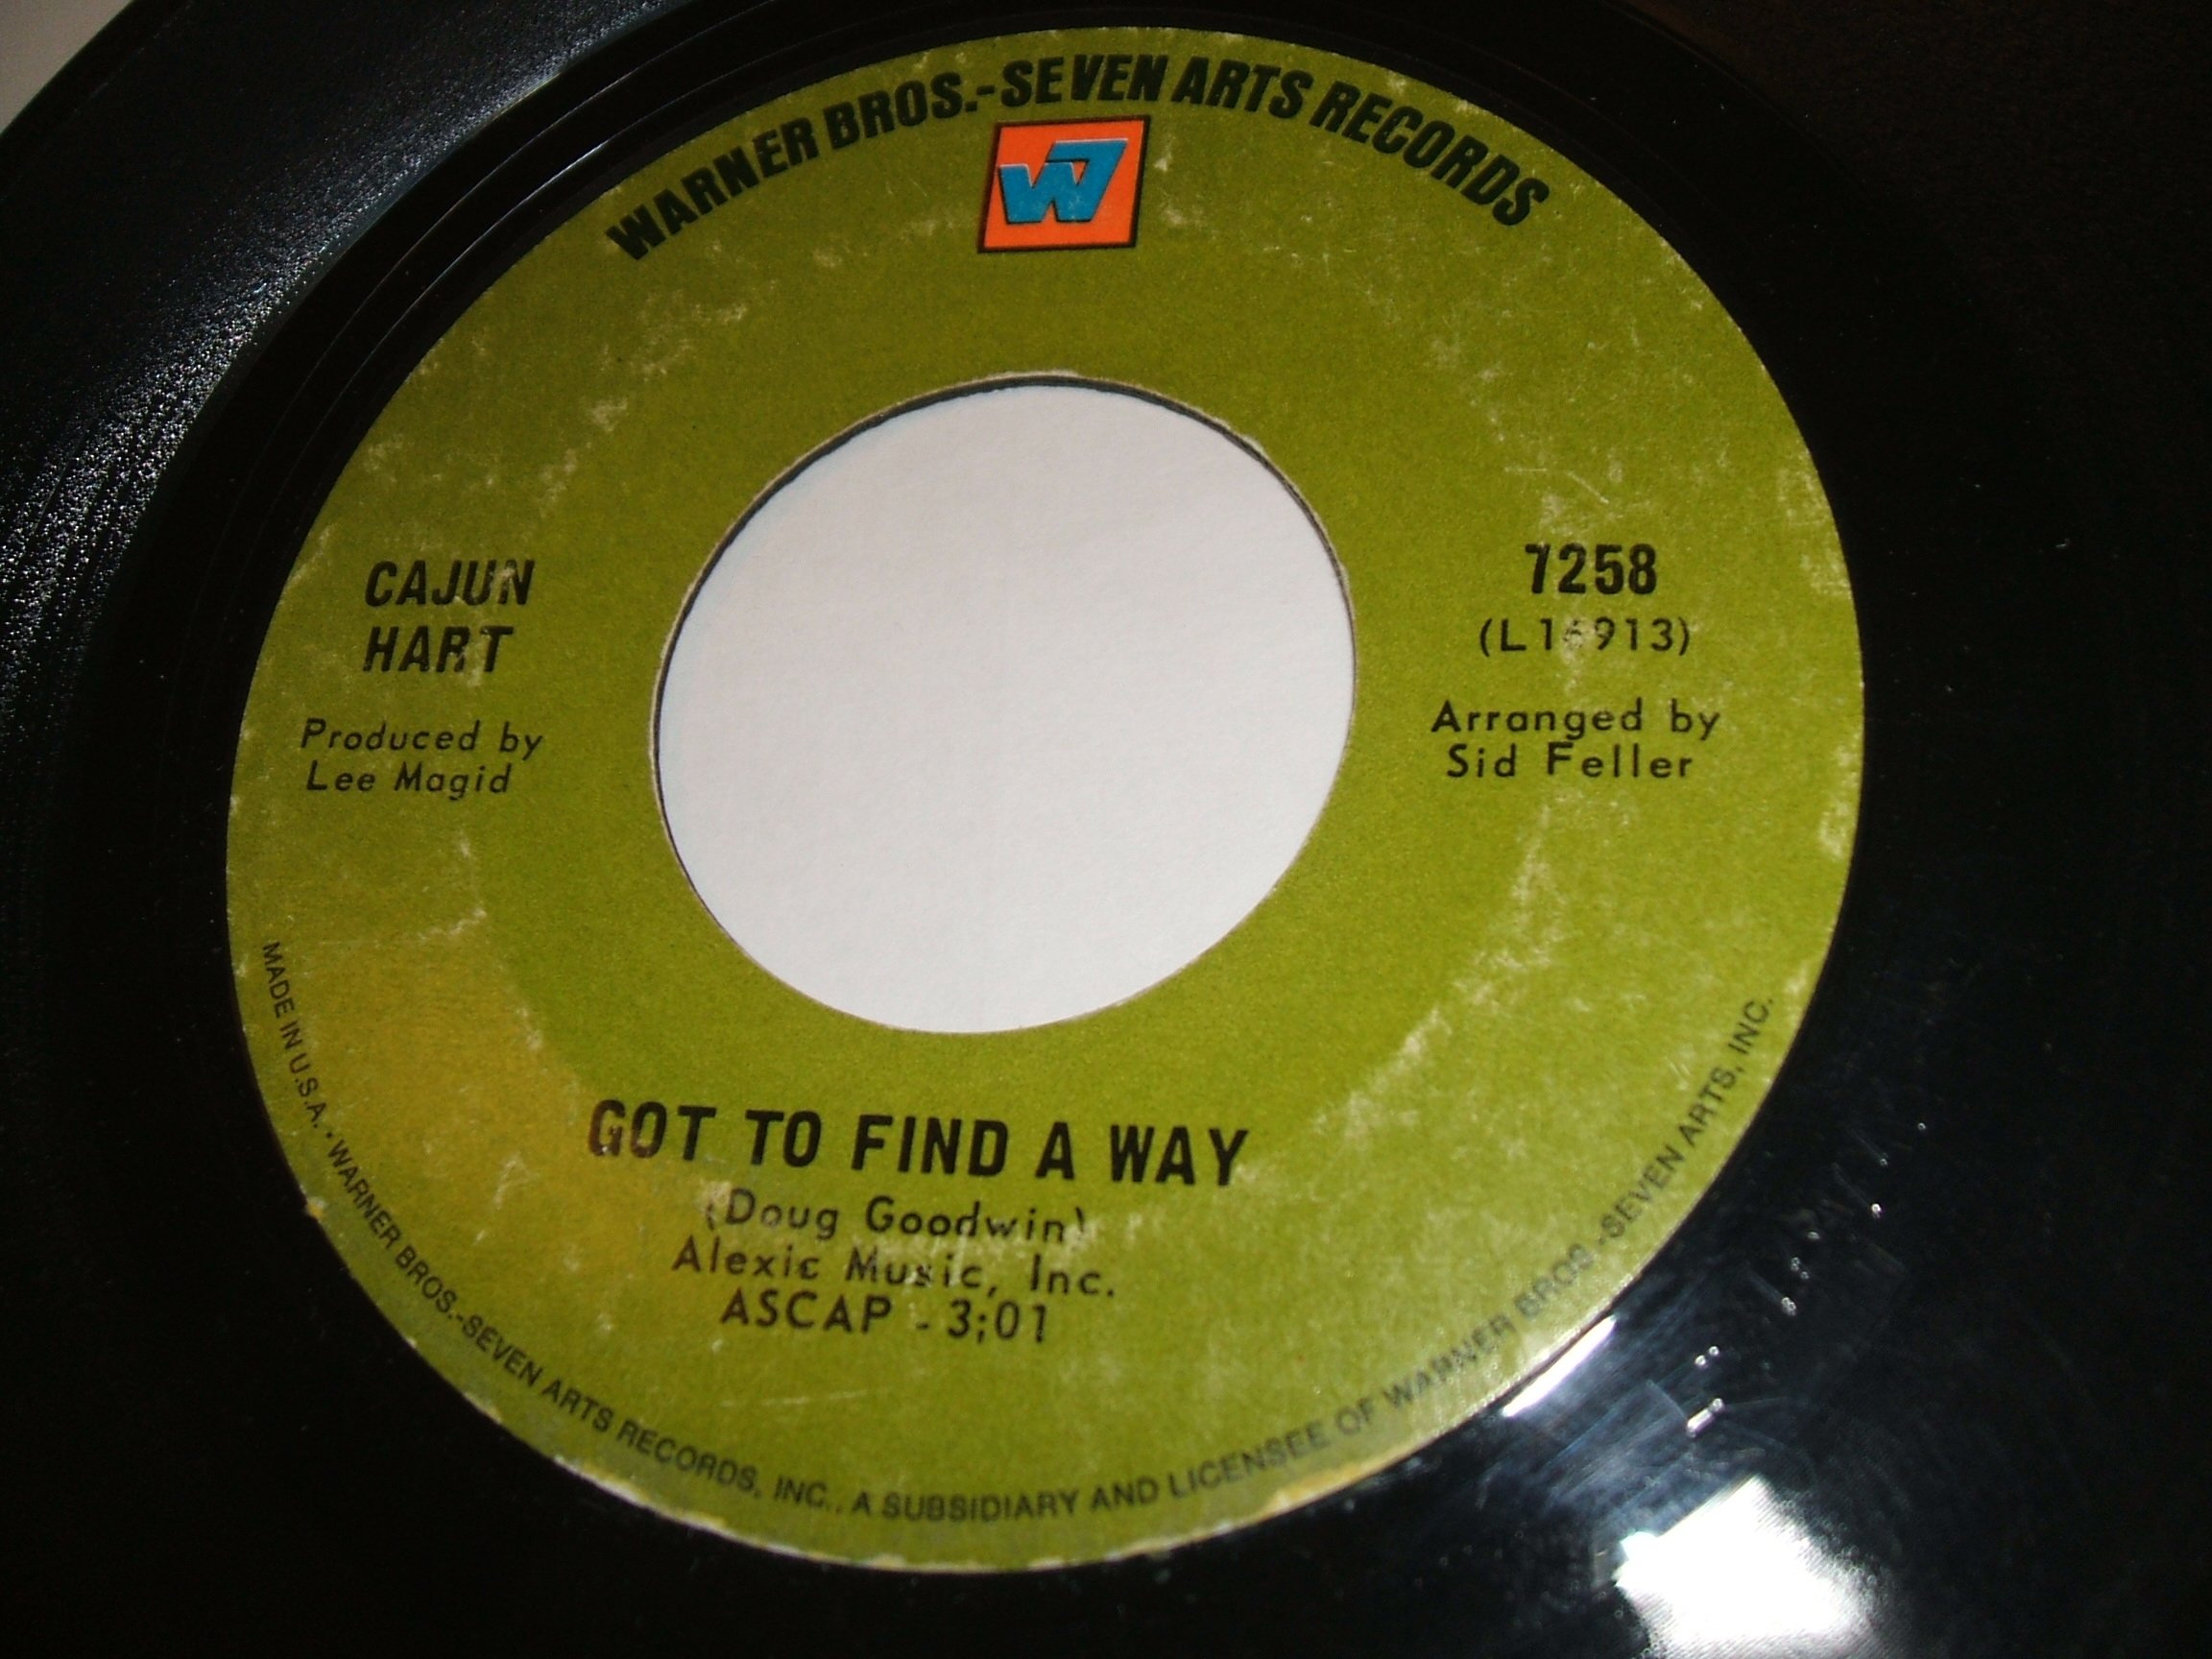 WARNER BROS.-SEVEN ARTS RECORDS
W7
CAJUN
HART
Produced by
Lee Magid
7258
(L16913)
Arranged by
Sid Feller
GOT TO FIND A WAY
(Doug Goodwin)
Alexic Music, Inc.
ASCAP - 3;01
MADE IN U.S.A. • WARNER BROS.-SEVEN ARTS RECORDS, INC., A SUBSIDIARY AND LICENSEE OF WARNER BROS.-SEVEN ARTS, INC.